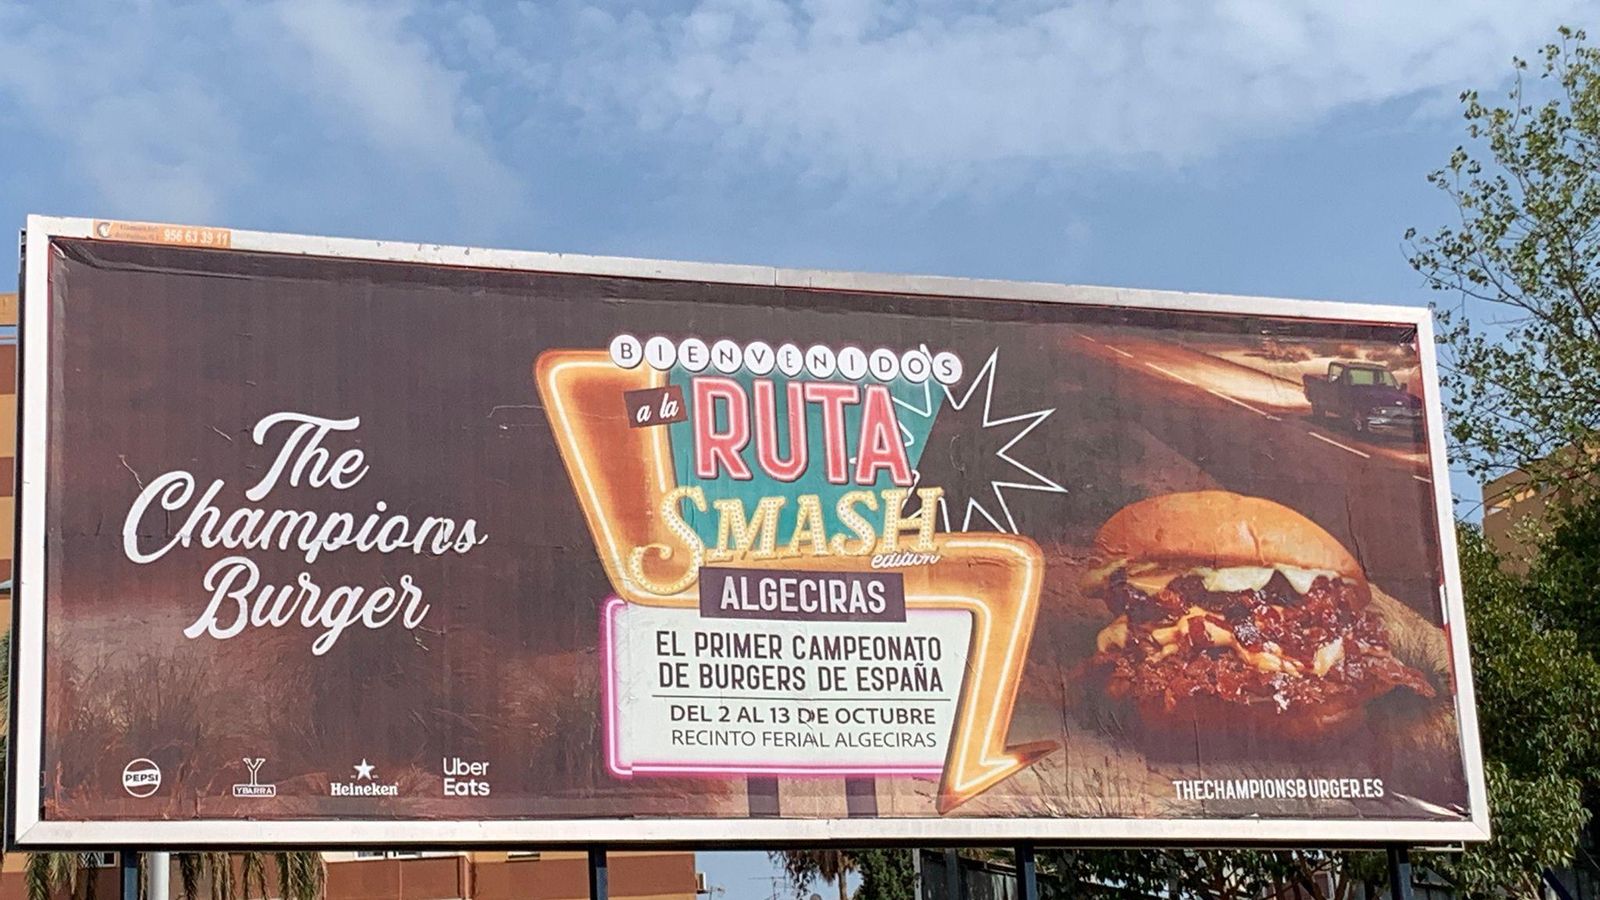 956 63 39 11
The
Champions
Burger
BIENVENIDOS
a la
RUTA
SMASH
edition
ALGECIRAS
EL PRIMER CAMPEONATO
DE BURGERS DE ESPAÑA
DEL 2 AL 13 DE OCTUBRE
RECINTO FERIAL ALGECIRAS
PEPSI
YBARRA
Heineken
Uber
Eats
THECHAMPIONSBURGER.ES